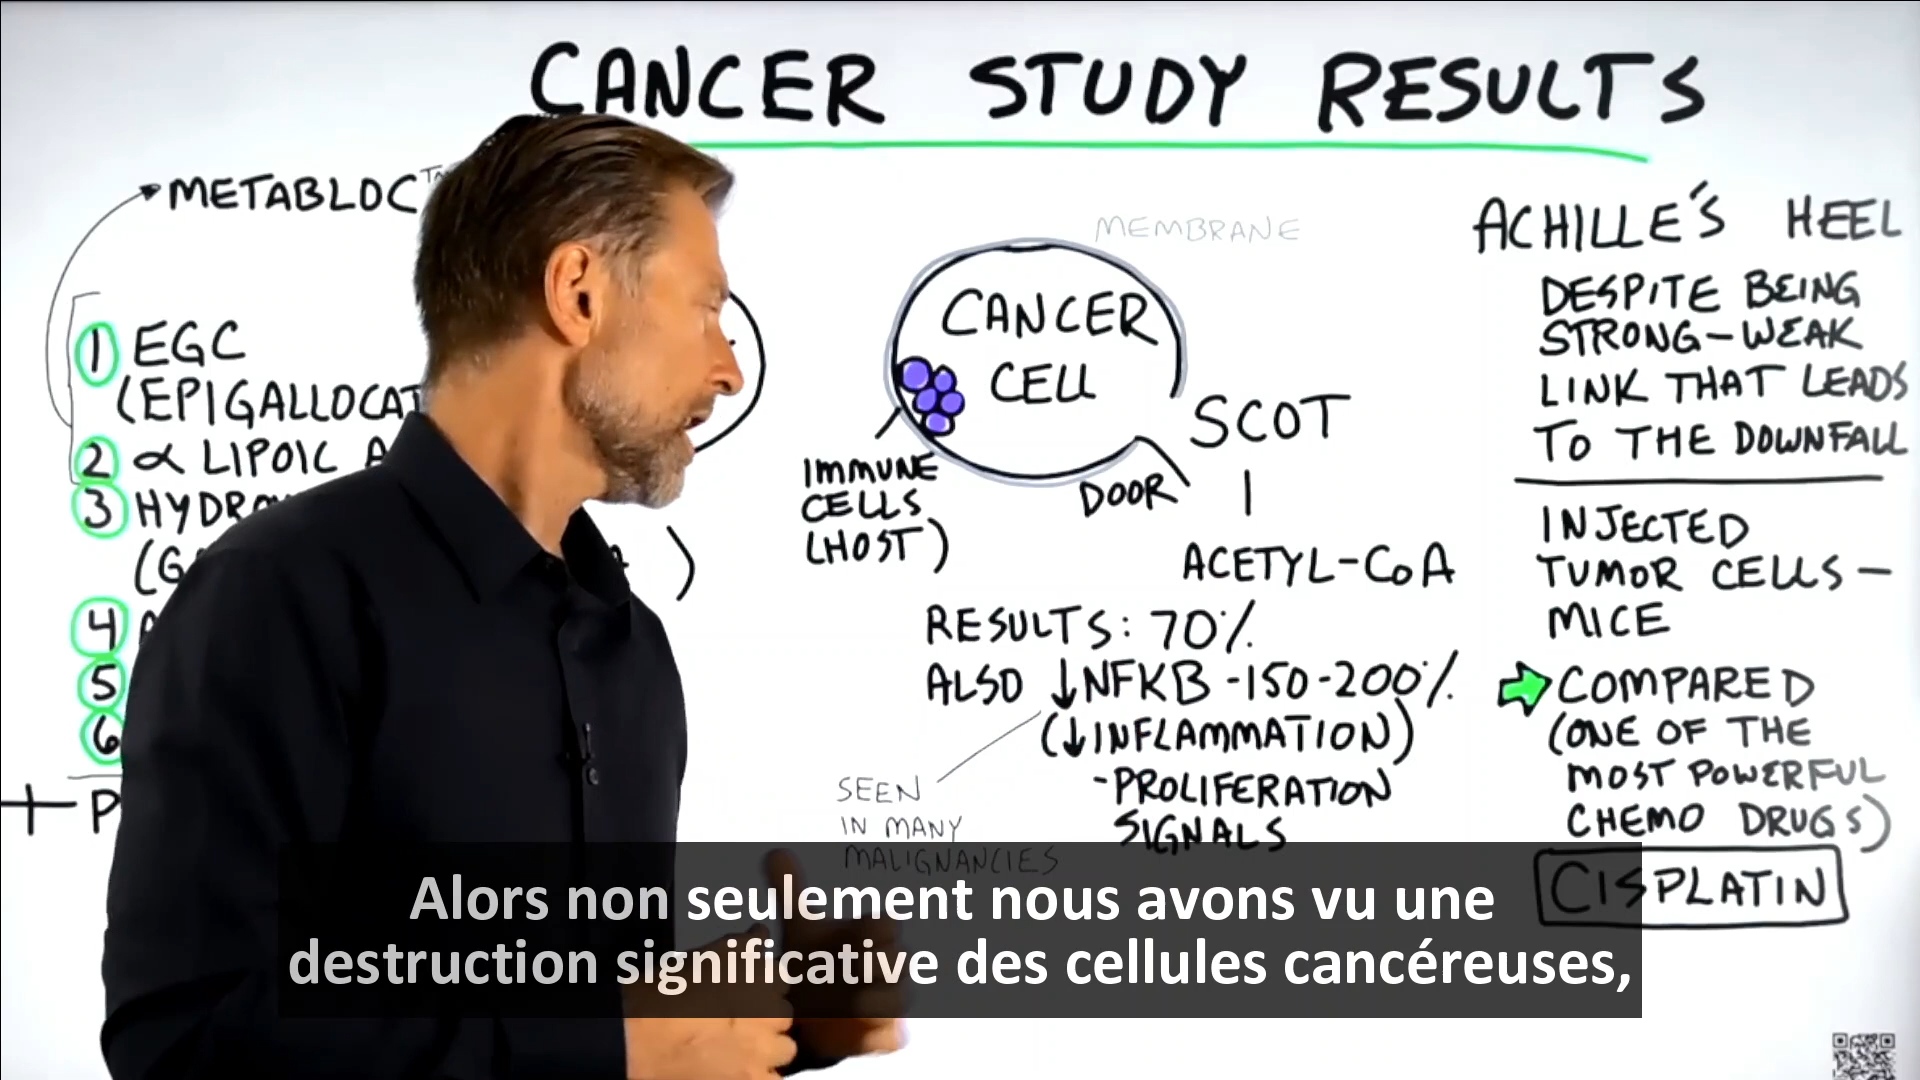 CANCER STUDY RESULTS
METABLOC™
1 EGC
(EPIGALLOCAT
2 α LIPOIC A
3 HYDRO
(G
4 A
5
6
+ P
MEMBRANE
CANCER
CELL
IMMUNE
CELLS
(HOST)
DOOR
SCOT
ACETYL-CoA
RESULTS: 70%
ALSO ↓NFKB -150-200%
(↓INFLAMMATION)
-PROLIFERATION
SIGNALS
SEEN
IN MANY
MALIGNANCIES
ACHILLE'S HEEL
DESPITE BEING
STRONG-WEAK
LINK THAT LEADS
TO THE DOWNFALL
INJECTED
TUMOR CELLS-
MICE
COMPARED
(ONE OF THE
MOST POWERFUL
CHEMO DRUGS)
CISPLATIN
Alors non seulement nous avons vu une
destruction significative des cellules cancéreuses,